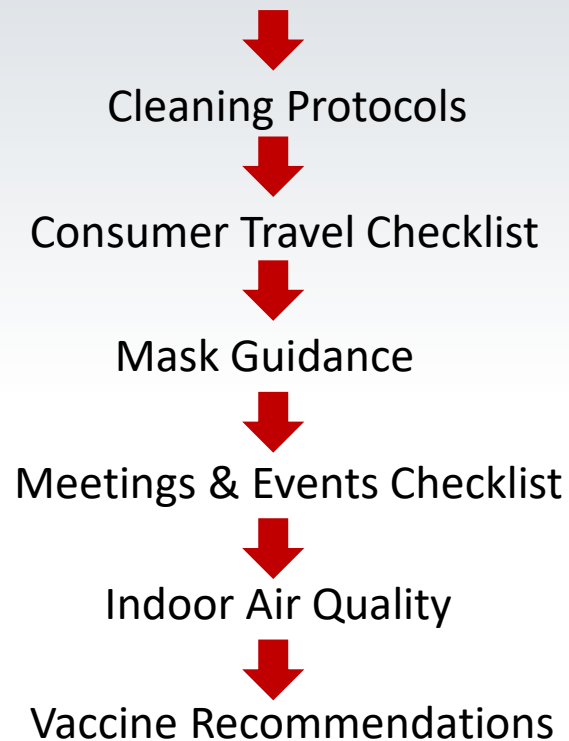 Cleaning Protocols
Consumer Travel Checklist
Mask Guidance
Meetings & Events Checklist
Indoor Air Quality
Vaccine Recommendations